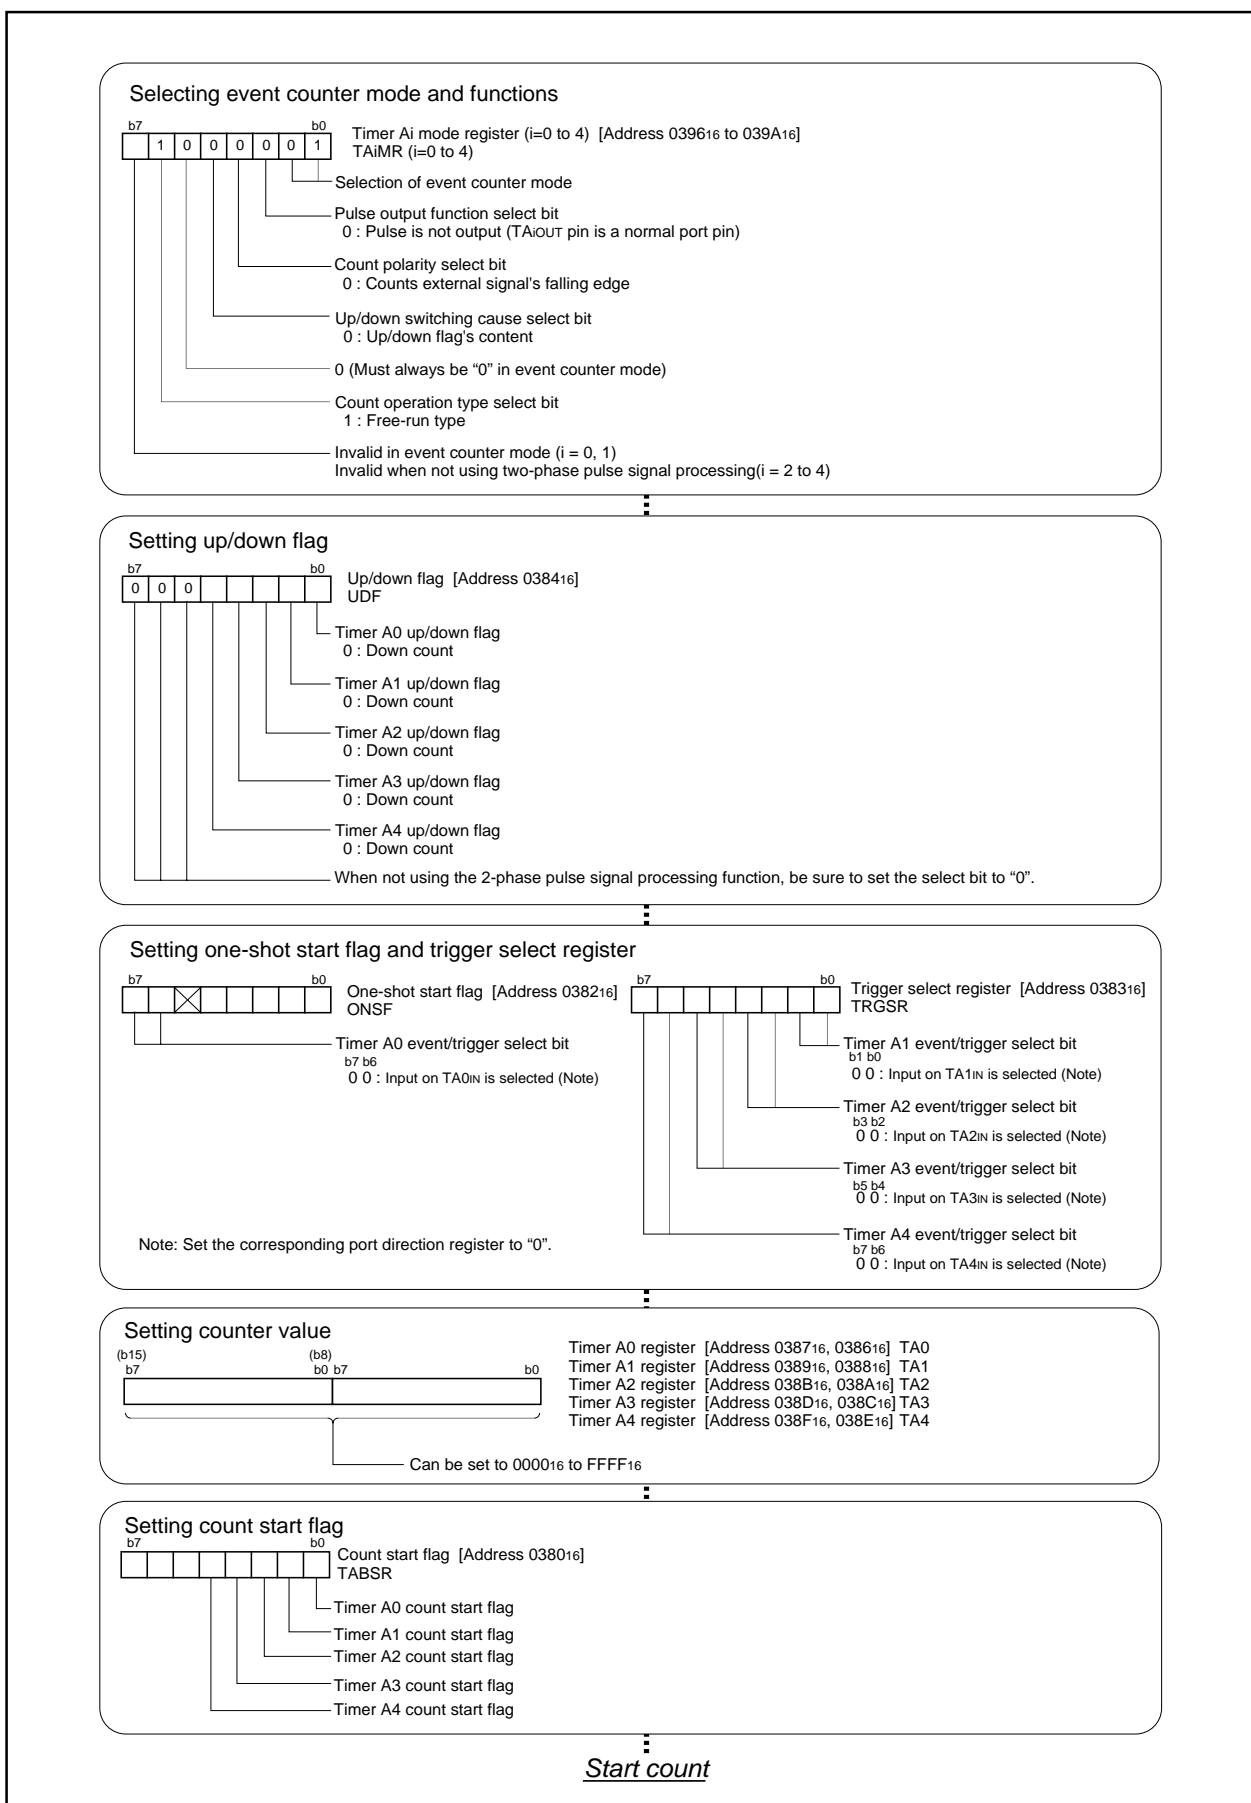 Selecting event counter mode and functions
b7 b0
1 0 0 0 0 0 1
Timer Ai mode register (i=0 to 4) [Address 039616 to 039A16]
TAiMR (i=0 to 4)
Selection of event counter mode
Pulse output function select bit
0 : Pulse is not output (TAiOUT pin is a normal port pin)
Count polarity select bit
0 : Counts external signal's falling edge
Up/down switching cause select bit
0 : Up/down flag's content
0 (Must always be “0” in event counter mode)
Count operation type select bit
1 : Free-run type
Invalid in event counter mode (i = 0, 1)
Invalid when not using two-phase pulse signal processing(i = 2 to 4)
Setting up/down flag
b7 b0
0 0 0
Up/down flag [Address 038416]
UDF
Timer A0 up/down flag
0 : Down count
Timer A1 up/down flag
0 : Down count
Timer A2 up/down flag
0 : Down count
Timer A3 up/down flag
0 : Down count
Timer A4 up/down flag
0 : Down count
When not using the 2-phase pulse signal processing function, be sure to set the select bit to “0”.
Setting one-shot start flag and trigger select register
b7 b0
One-shot start flag [Address 038216]
ONSF
Timer A0 event/trigger select bit
b7 b6
0 0 : Input on TA0IN is selected (Note)
Note: Set the corresponding port direction register to “0”.
b7 b0
Trigger select register [Address 038316]
TRGSR
Timer A1 event/trigger select bit
b1 b0
0 0 : Input on TA1IN is selected (Note)
Timer A2 event/trigger select bit
b3 b2
0 0 : Input on TA2IN is selected (Note)
Timer A3 event/trigger select bit
b5 b4
0 0 : Input on TA3IN is selected (Note)
Timer A4 event/trigger select bit
b7 b6
0 0 : Input on TA4IN is selected (Note)
Setting counter value
(b15) (b8)
b7 b0 b7 b0
Timer A0 register [Address 038716, 038616] TA0
Timer A1 register [Address 038916, 038816] TA1
Timer A2 register [Address 038B16, 038A16] TA2
Timer A3 register [Address 038D16, 038C16] TA3
Timer A4 register [Address 038F16, 038E16] TA4
Can be set to 000016 to FFFF16
Setting count start flag
b7 b0
Count start flag [Address 038016]
TABSR
Timer A0 count start flag
Timer A1 count start flag
Timer A2 count start flag
Timer A3 count start flag
Timer A4 count start flag
Start count